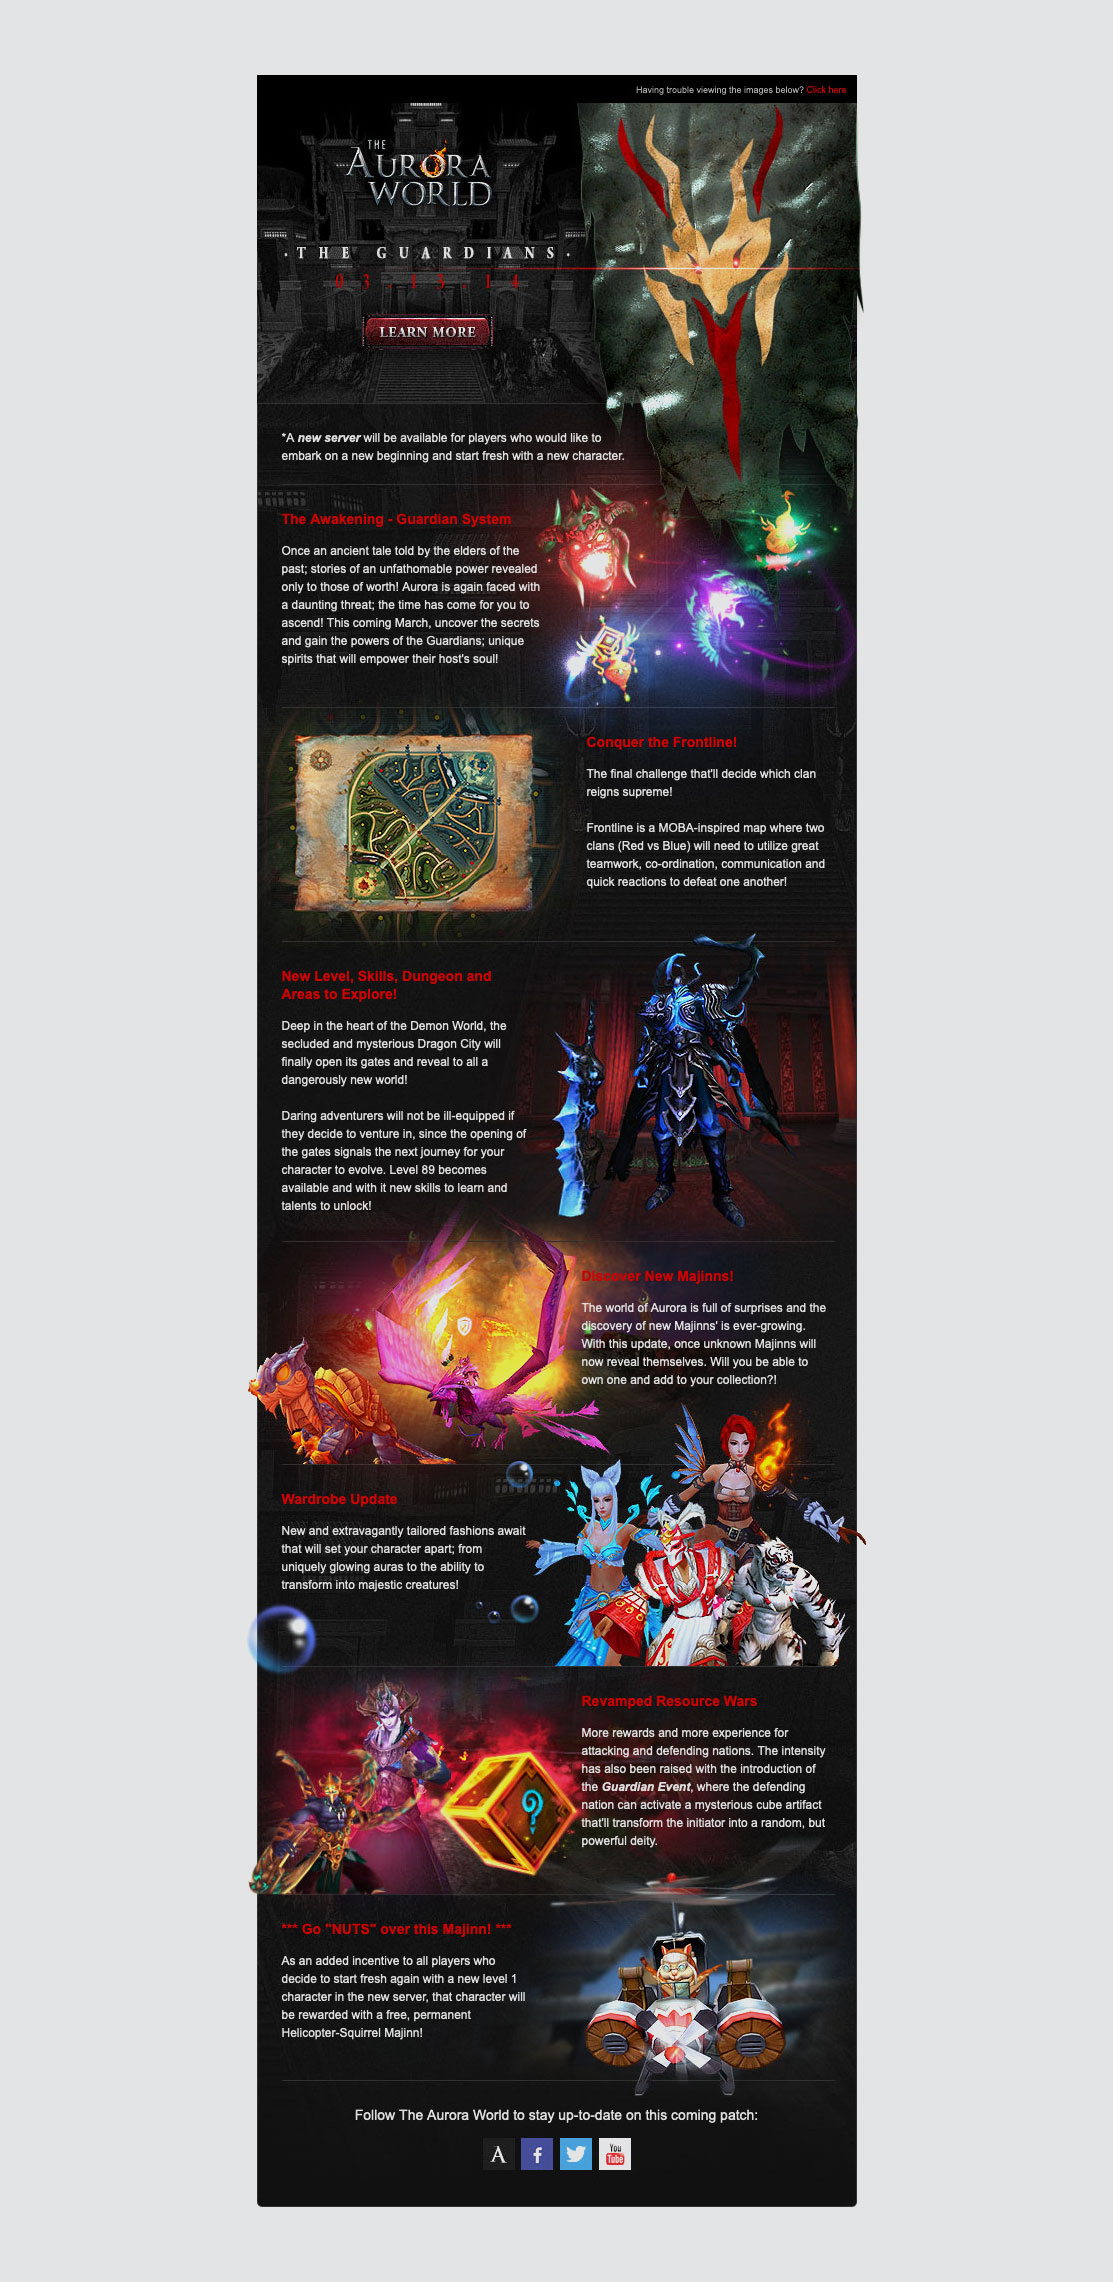 Having trouble viewing the images below? Click here
THE
AURORA
WORLD
· THE GUARDIANS ·
03.13.14
LEARN MORE
*A new server will be available for players who would like to
embark on a new beginning and start fresh with a new character.
The Awakening - Guardian System
Once an ancient tale told by the elders of the
past; stories of an unfathomable power revealed
only to those of worth! Aurora is again faced with
a daunting threat; the time has come for you to
ascend! This coming March, uncover the secrets
and gain the powers of the Guardians; unique
spirits that will empower their host's soul!
Conquer the Frontline!
The final challenge that'll decide which clan
reigns supreme!
Frontline is a MOBA-inspired map where two
clans (Red vs Blue) will need to utilize great
teamwork, co-ordination, communication and
quick reactions to defeat one another!
New Level, Skills, Dungeon and
Areas to Explore!
Deep in the heart of the Demon World, the
secluded and mysterious Dragon City will
finally open its gates and reveal to all a
dangerously new world!
Daring adventurers will not be ill-equipped if
they decide to venture in, since the opening of
the gates signals the next journey for your
character to evolve. Level 89 becomes
available and with it new skills to learn and
talents to unlock!
Discover New Majinns!
The world of Aurora is full of surprises and the
discovery of new Majinns' is ever-growing.
With this update, once unknown Majinns will
now reveal themselves. Will you be able to
own one and add to your collection?!
Wardrobe Update
New and extravagantly tailored fashions await
that will set your character apart; from
uniquely glowing auras to the ability to
transform into majestic creatures!
Revamped Resource Wars
More rewards and more experience for
attacking and defending nations. The intensity
has also been raised with the introduction of
the Guardian Event, where the defending
nation can activate a mysterious cube artifact
that'll transform the initiator into a random, but
powerful deity.
*** Go "NUTS" over this Majinn! ***
As an added incentive to all players who
decide to start fresh again with a new level 1
character in the new server, that character will
be rewarded with a free, permanent
Helicopter-Squirrel Majinn!
Follow The Aurora World to stay up-to-date on this coming patch:
A
f
You
Tube